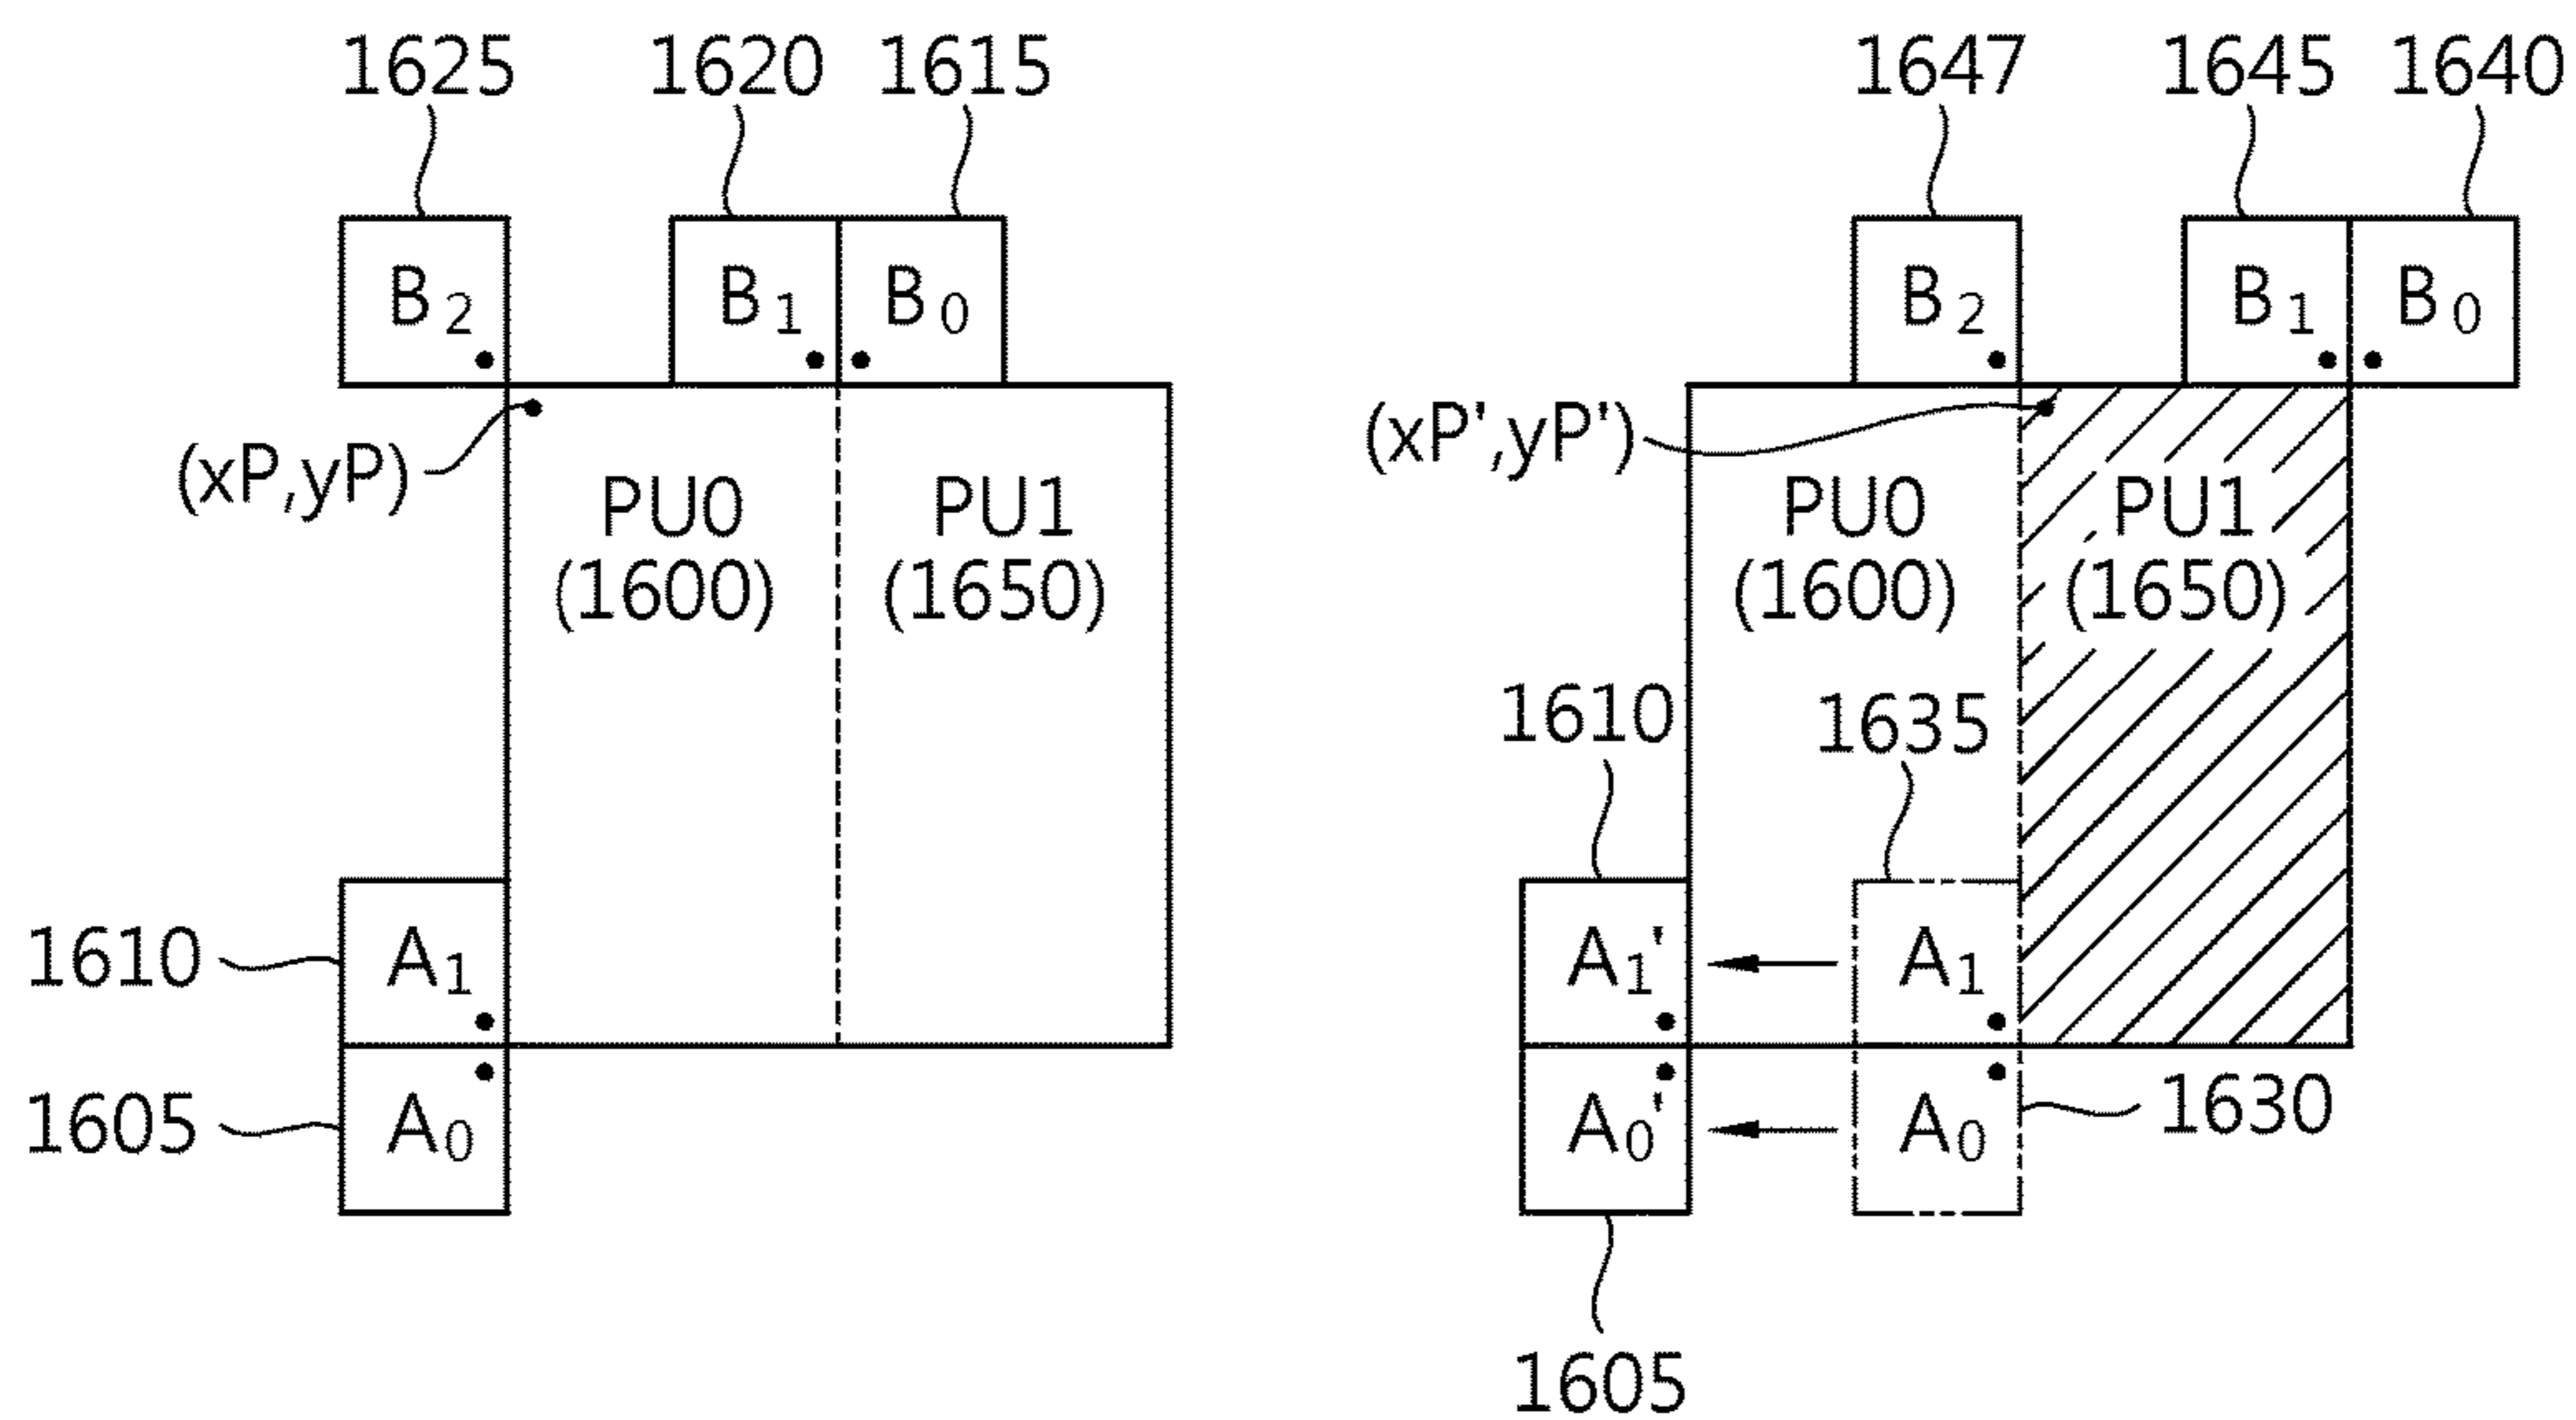 1625 1620 1615
B2 B1 B0
(xP,yP)
PU0 PU1
(1600) (1650)
1610 A1
1605 A0
1647 1645 1640
B2 B1 B0
(xP',yP')
PU0 PU1
(1600) (1650)
1610 1635
A1' A1
A0' A0 1630
1605